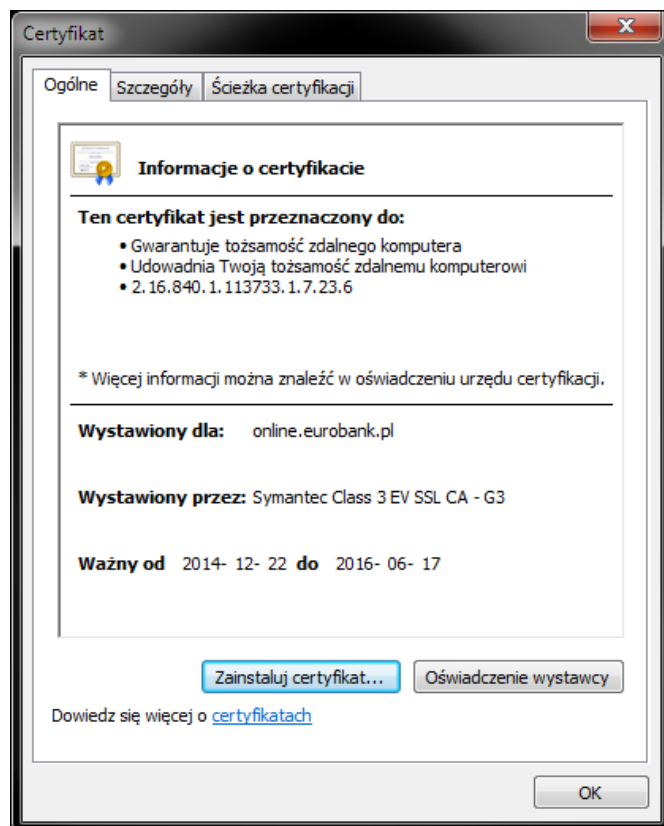 Certyfikat
Ogólne Szczegóły Ścieżka certyfikacji
Informacje o certyfikacie
Ten certyfikat jest przeznaczony do:
• Gwarantuje tożsamość zdalnego komputera
• Udowadnia Twoją tożsamość zdalnemu komputerowi
• 2.16.840.1.113733.1.7.23.6
* Więcej informacji można znaleźć w oświadczeniu urzędu certyfikacji.
Wystawiony dla: online.eurobank.pl
Wystawiony przez: Symantec Class 3 EV SSL CA - G3
Ważny od 2014- 12- 22 do 2016- 06- 17
Zainstaluj certyfikat... Oświadczenie wystawcy
Dowiedz się więcej o certyfikatach
OK